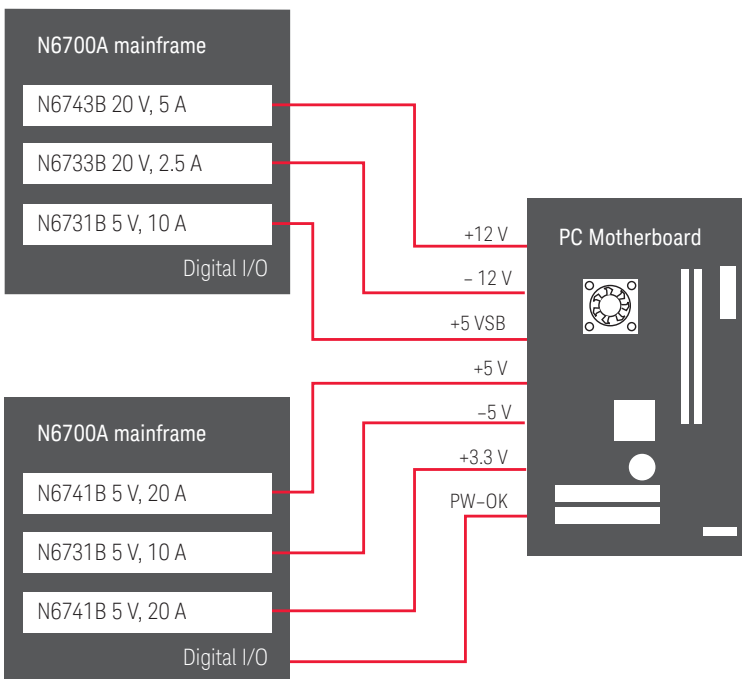 N6700A mainframe
N6743B 20 V, 5 A
N6733B 20 V, 2.5 A
N6731B 5 V, 10 A
Digital I/O
N6700A mainframe
N6741B 5 V, 20 A
N6731B 5 V, 10 A
N6741B 5 V, 20 A
Digital I/O
+12 V
– 12 V
+5 VSB
+5 V
–5 V
+3.3 V
PW–OK
PC Motherboard